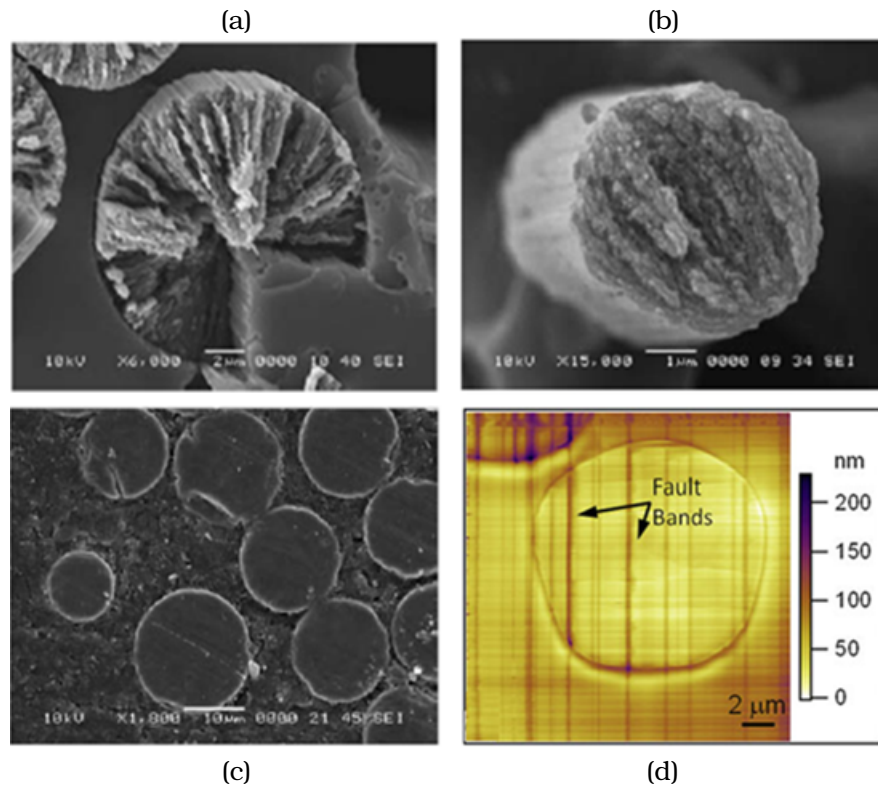 (a)
(b)
10kV X6,000 2μm 0000 10 40 SEI
10kV X15,000 1μm 0000 09 34 SEI
10kV X1,800 10μm 0000 21 45 SEI
Fault
Bands
2 μm
nm
200
150
100
50
0
(c)
(d)